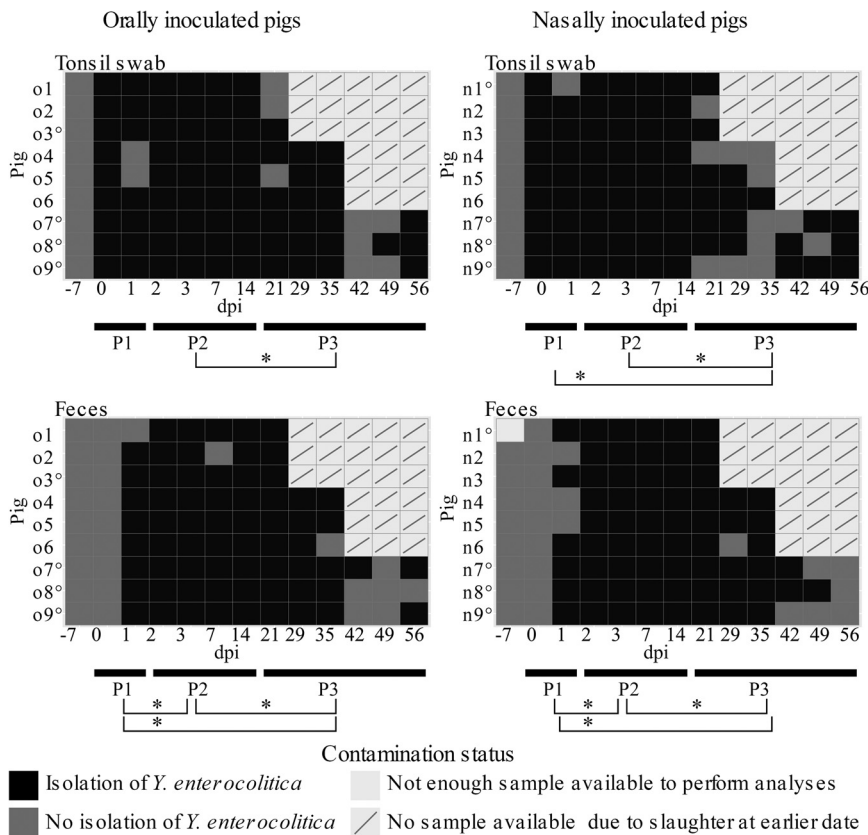 Orally inoculated pigs
Nasally inoculated pigs
Tonsil swab
Pig
o1
o2
o3°
o4
o5
o6
o7°
o8°
o9°
-7 0 1 2 3 7 14 21 29 35 42 49 56
dpi
P1 P2 P3
*
Tonsil swab
Pig
n1°
n2
n3
n4
n5
n6
n7°
n8°
n9°
-7 0 1 2 3 7 14 21 29 35 42 49 56
dpi
P1 P2 P3
*
*
Feces
Pig
o1
o2
o3°
o4
o5
o6
o7°
o8°
o9°
-7 0 1 2 3 7 14 21 29 35 42 49 56
dpi
P1 P2 P3
* *
*
Feces
Pig
n1°
n2
n3
n4
n5
n6
n7°
n8°
n9°
-7 0 1 2 3 7 14 21 29 35 42 49 56
dpi
P1 P2 P3
* *
*
Contamination status
Isolation of Y. enterocolitica
Not enough sample available to perform analyses
No isolation of Y. enterocolitica
No sample available due to slaughter at earlier date